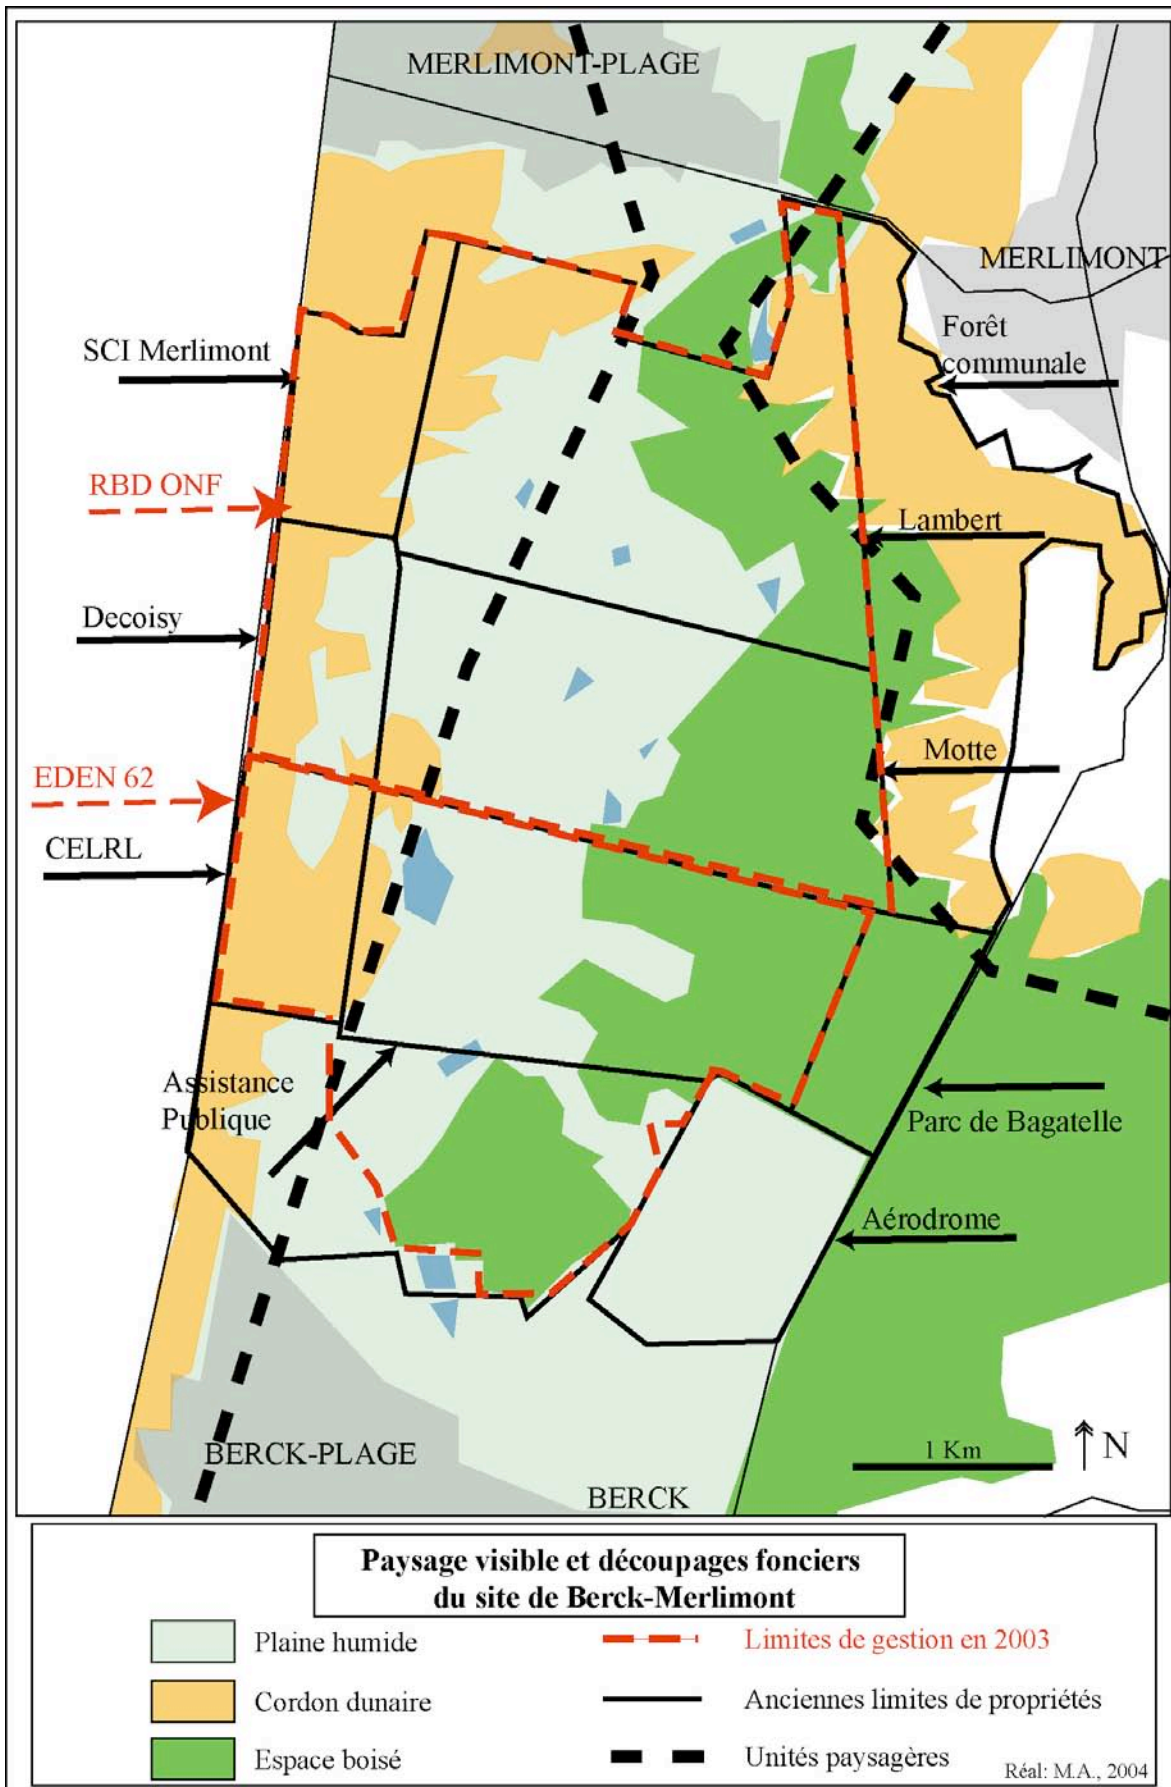 MERLIMONT-PLAGE
MERLIMONT
SCI Merlimont
Forêt
communale
RBD ONF
Lambert
Decoisy
Motte
EDEN 62
CELRL
Assistance
Publique
Parc de Bagatelle
Aérodrome
BERCK-PLAGE
1 Km
N
BERCK
Paysage visible et découpages fonciers
du site de Berck-Merlimont
Plaine humide
Limites de gestion en 2003
Cordon dunaire
Anciennes limites de propriétés
Espace boisé
Unités paysagères
Réal: M.A., 2004